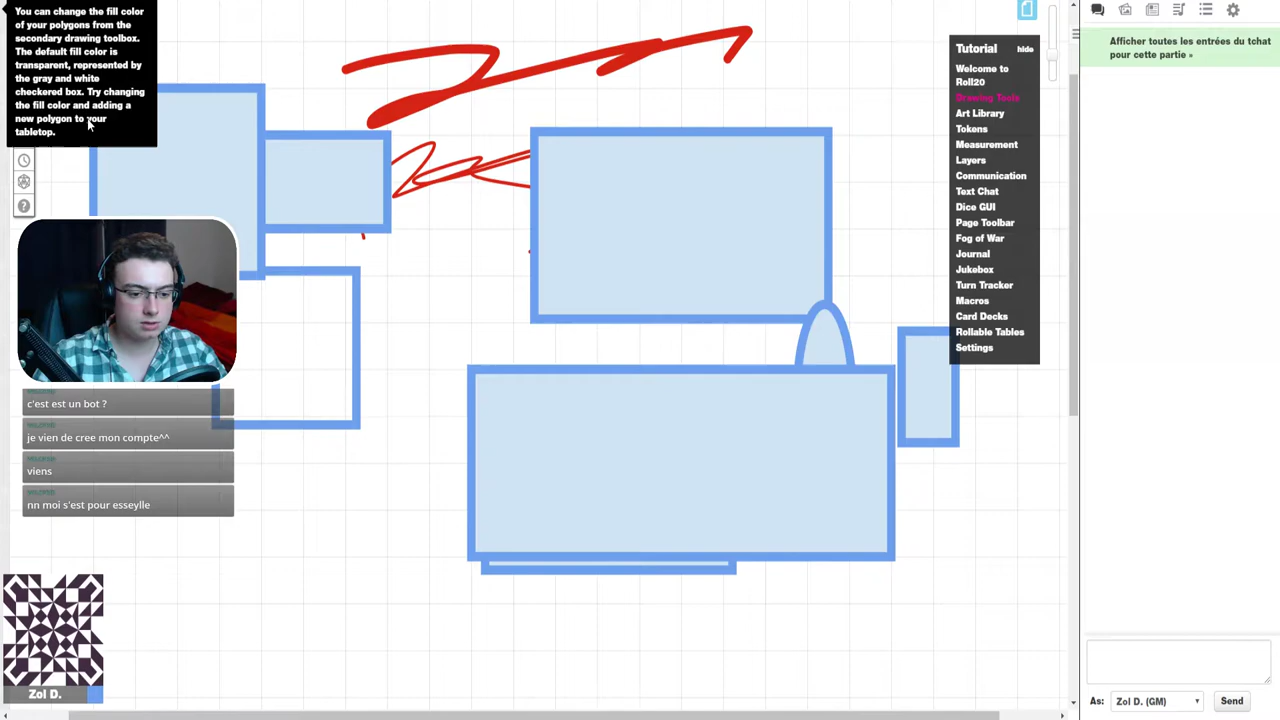 You can change the fill color
of your polygons from the
secondary drawing toolbox.
The default fill color is
transparent, represented by
the gray and white
checkered box. Try changing
the fill color and adding a
new polygon to your
tabletop.
Tutorial hide
Welcome to
Roll20
Drawing Tools
Art Library
Tokens
Measurement
Layers
Communication
Text Chat
Dice GUI
Page Toolbar
Fog of War
Journal
Jukebox
Turn Tracker
Macros
Card Decks
Rollable Tables
Settings
Afficher toutes les entrées du tchat
pour cette partie »
c'est est un bot ?
je vien de cree mon compte^^
viens
nn moi s'est pour esseylle
Zol D.
As: Zol D. (GM) Send